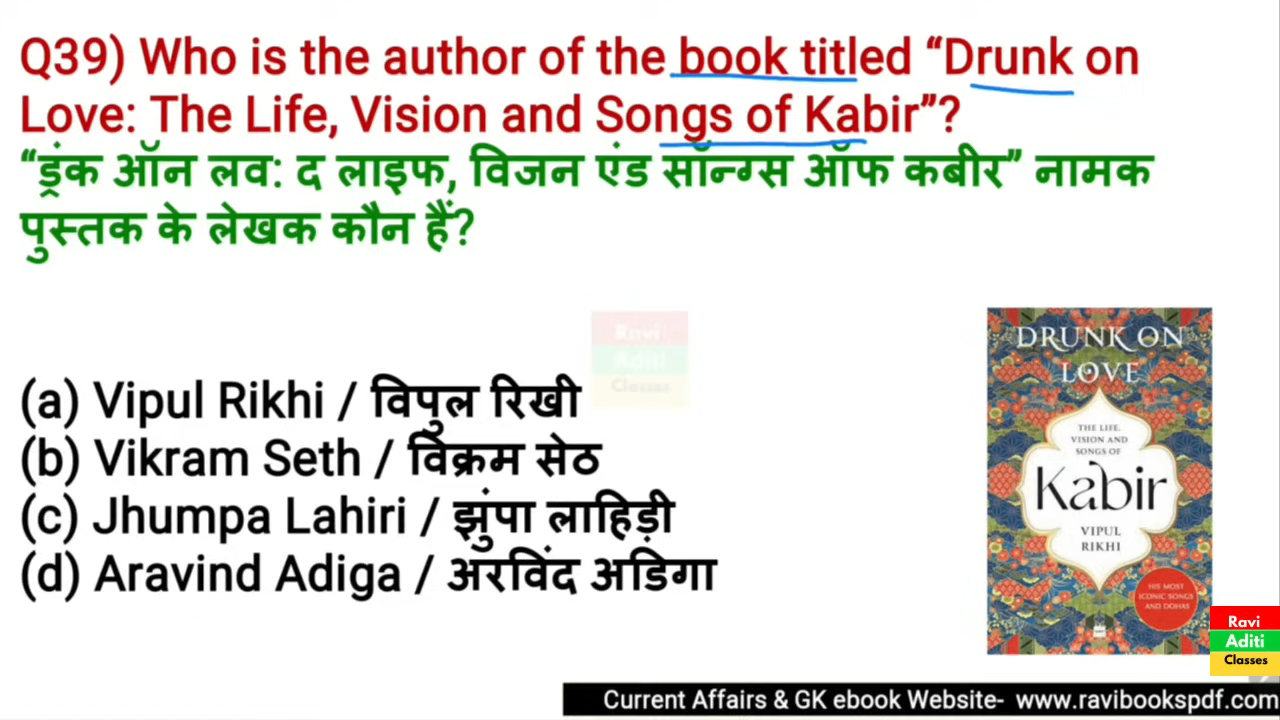 Q39) Who is the author of the book titled “Drunk on
Love: The Life, Vision and Songs of Kabir”?
“ड्रंक ऑन लव: द लाइफ, विजन एंड सॉन्ग्स ऑफ कबीर” नामक
पुस्तक के लेखक कौन हैं?
Ravi
Aditi
Classes
(a) Vipul Rikhi / विपुल रिखी
(b) Vikram Seth / विक्रम सेठ
(c) Jhumpa Lahiri / झुंपा लाहिड़ी
(d) Aravind Adiga / अरविंद अडिगा
DRUNK ON
LOVE
THE LIFE,
VISION AND
SONGS OF
Kabir
VIPUL
RIKHI
HIS MOST
ICONIC SONGS
AND DOHAS
Ravi
Aditi
Classes
Current Affairs & GK ebook Website- www.ravibookspdf.com